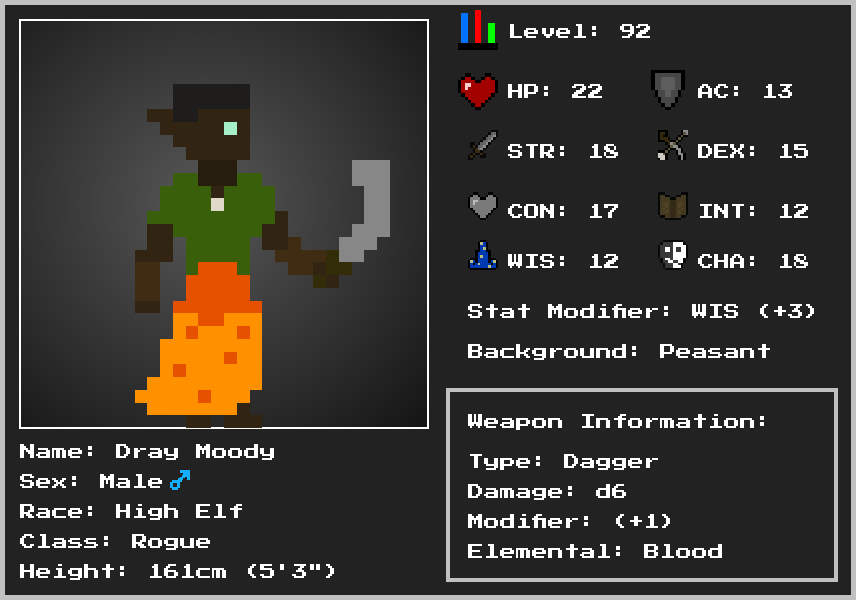 Level: 92
HP: 22
AC: 13
STR: 18
DEX: 15
CON: 17
INT: 12
WIS: 12
CHA: 18
Stat Modifier: WIS (+3)
Background: Peasant
Weapon Information:
Type: Dagger
Damage: d6
Modifier: (+1)
Elemental: Blood
Name: Dray Moody
Sex: Male♂
Race: High Elf
Class: Rogue
Height: 161cm (5'3")